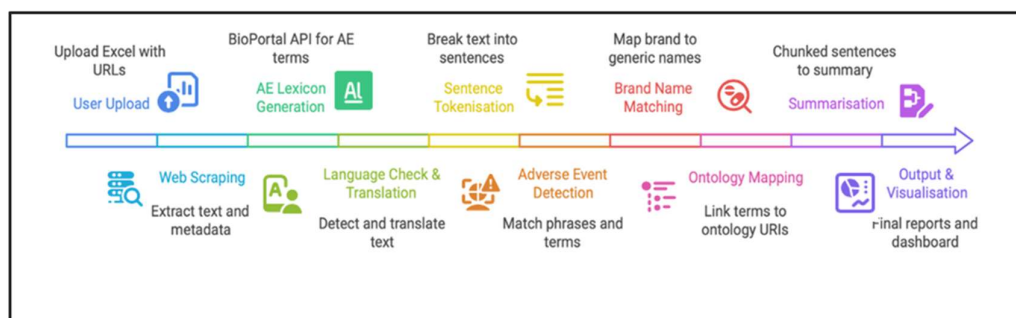 Upload Excel with
URLs
User Upload
BioPortal API for AE
terms
AE Lexicon
Generation
AI
Break text into
sentences
Sentence
Tokenisation
Map brand to
generic names
Brand Name
Matching
Chunked sentences
to summary
Summarisation
Web Scraping
Extract text and
metadata
A
Language Check &
Translation
Detect and translate
text
Adverse Event
Detection
Match phrases and
terms
Ontology Mapping
Link terms to
ontology URIs
Output &
Visualisation
Final reports and
dashboard